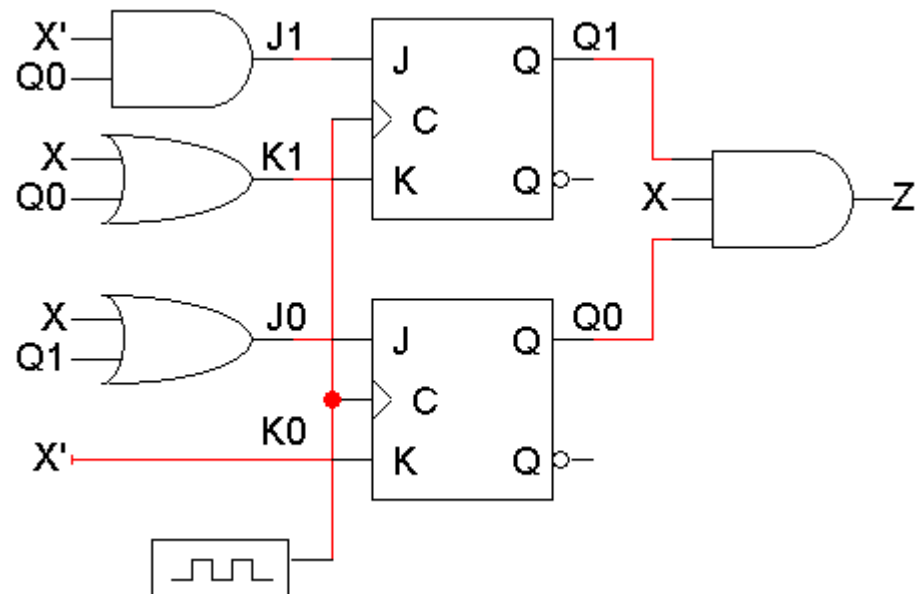 X' J1 Q1
Q0 J Q
C
X K1
Q0 K Q
X Z
X J0 Q0
Q1 J Q
C
K0
X' K Q